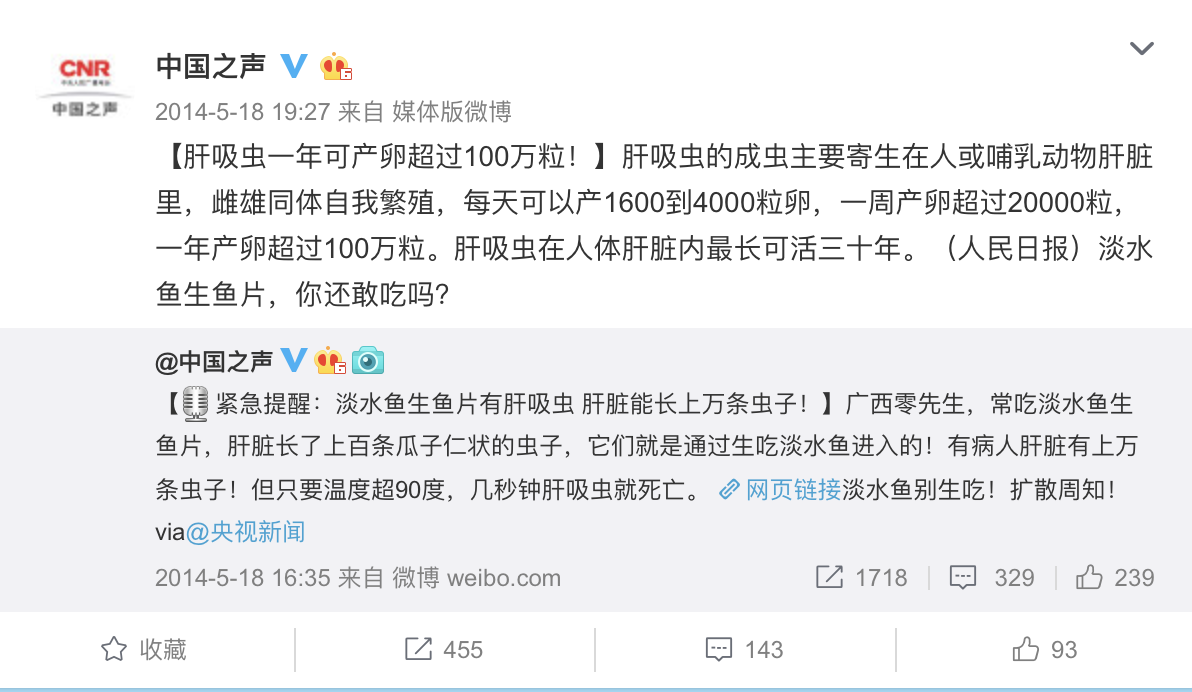 CNR
中国之声
中国之声
2014-5-18 19:27 来自 媒体版微博
【肝吸虫一年可产卵超过100万粒！】肝吸虫的成虫主要寄生在人或哺乳动物肝脏
里，雌雄同体自我繁殖，每天可以产1600到4000粒卵，一周产卵超过20000粒，
一年产卵超过100万粒。肝吸虫在人体肝脏内最长可活三十年。（人民日报）淡水
鱼生鱼片，你还敢吃吗？
@中国之声
【紧急提醒：淡水鱼生鱼片有肝吸虫 肝脏能长上万条虫子！】广西零先生，常吃淡水鱼生
鱼片，肝脏长了上百条瓜子仁状的虫子，它们就是通过生吃淡水鱼进入的！有病人肝脏有上万
条虫子！但只要温度超90度，几秒钟肝吸虫就死亡。网页链接淡水鱼别生吃！扩散周知！
via@央视新闻
2014-5-18 16:35 来自 微博 weibo.com 1718 329 239
收藏 455 143 93